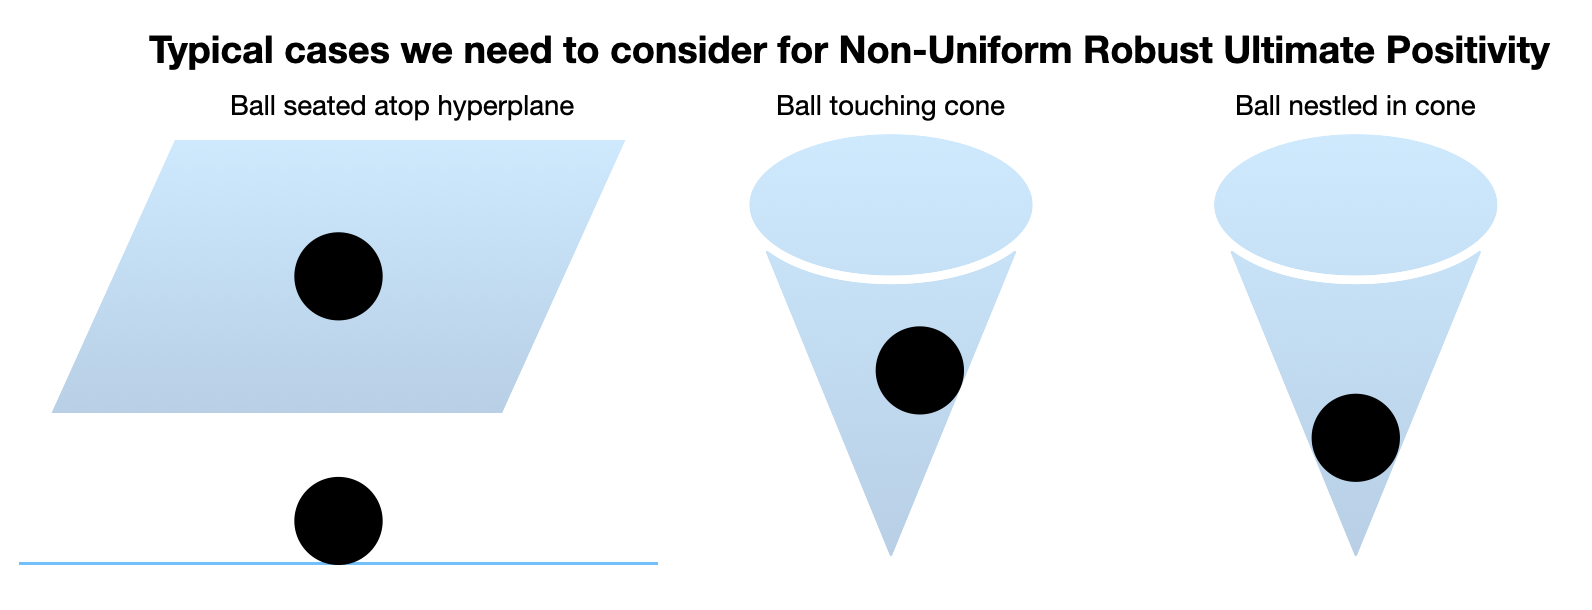 Typical cases we need to consider for Non-Uniform Robust Ultimate Positivity
Ball seated atop hyperplane
Ball touching cone
Ball nestled in cone